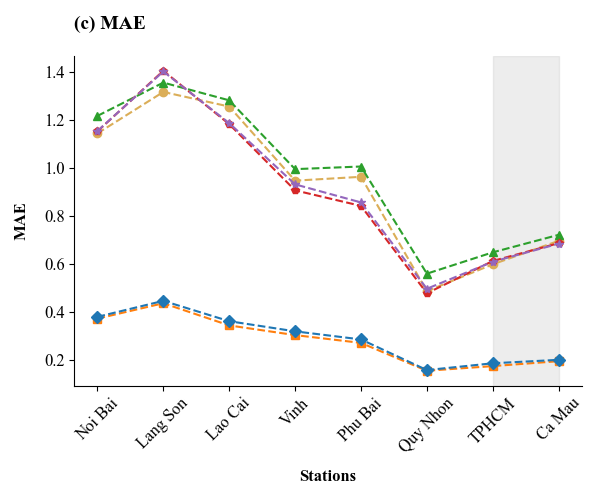 (c) MAE
1.4
1.2
1.0
0.8
0.6
0.4
0.2
MAE
Noi Bai
Lang Son
Lao Cai
Vinh
Phu Bai
Quy Nhon
TPHCM
Ca Mau
Stations